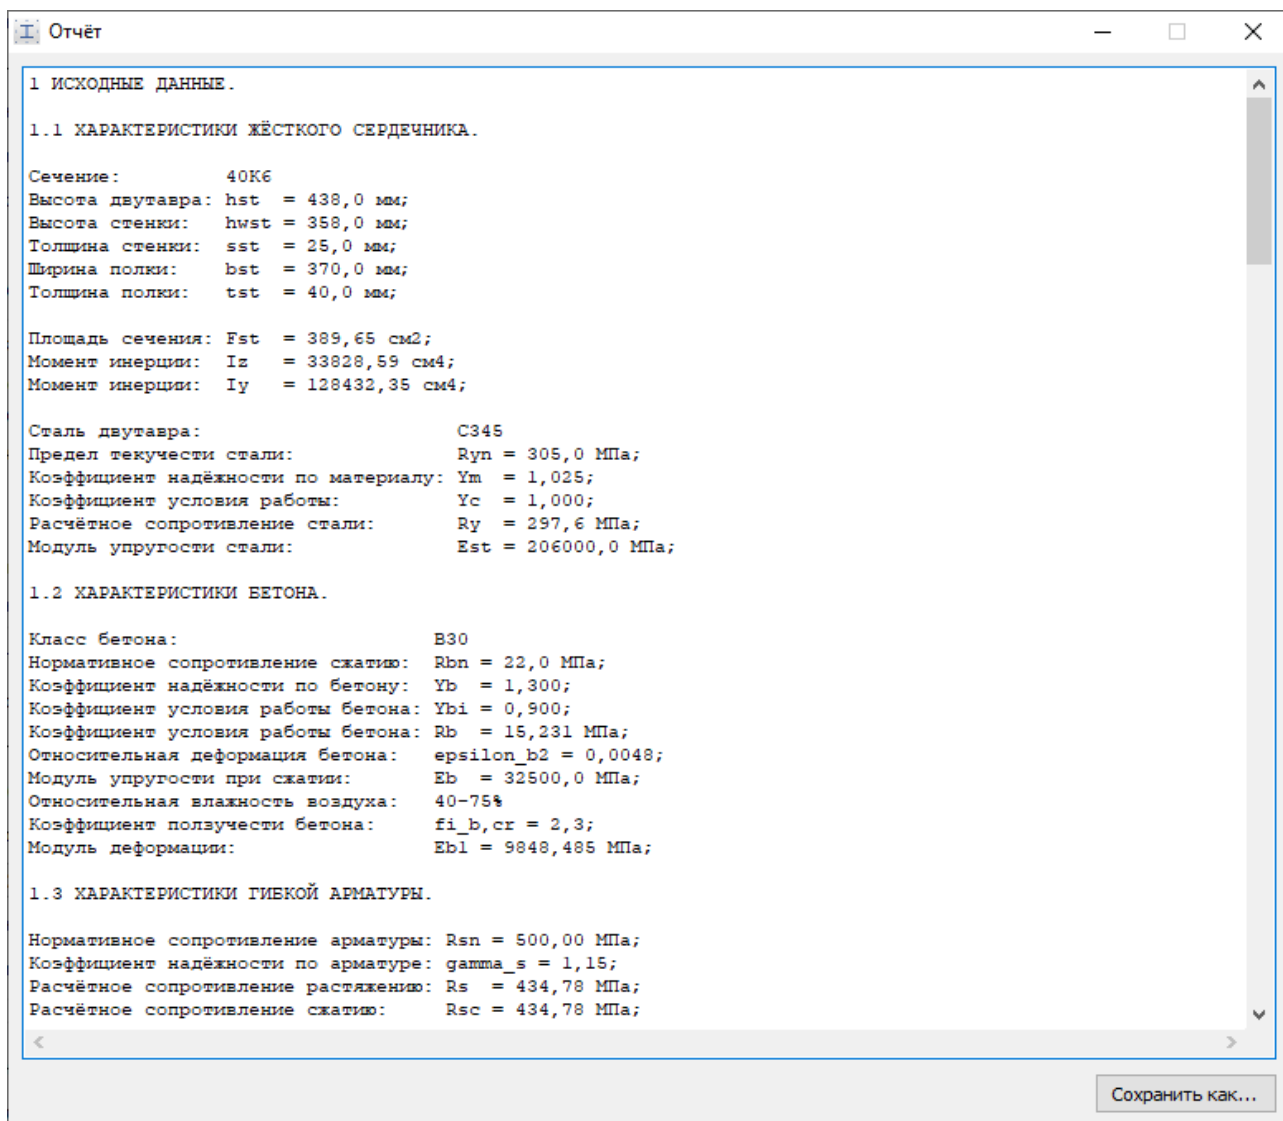 Отчёт
1 ИСХОДНЫЕ ДАННЫЕ.
1.1 ХАРАКТЕРИСТИКИ ЖЁСТКОГО СЕРДЕЧНИКА.
Сечение: 40К6
Высота двутавра: hst = 438,0 мм;
Высота стенки: hwst = 358,0 мм;
Толщина стенки: sst = 25,0 мм;
Ширина полки: bst = 370,0 мм;
Толщина полки: tst = 40,0 мм;
Площадь сечения: Fst = 389,65 см2;
Момент инерции: Iz = 33828,59 см4;
Момент инерции: Iy = 128432,35 см4;
Сталь двутавра: С345
Предел текучести стали: Ryn = 305,0 МПа;
Коэффициент надёжности по материалу: Ym = 1,025;
Коэффициент условия работы: Yc = 1,000;
Расчётное сопротивление стали: Ry = 297,6 МПа;
Модуль упругости стали: Est = 206000,0 МПа;
1.2 ХАРАКТЕРИСТИКИ БЕТОНА.
Класс бетона: B30
Нормативное сопротивление сжатию: Rbn = 22,0 МПа;
Коэффициент надёжности по бетону: Yb = 1,300;
Коэффициент условия работы бетона: Ybi = 0,900;
Коэффициент условия работы бетона: Rb = 15,231 МПа;
Относительная деформация бетона: epsilon_b2 = 0,0048;
Модуль упругости при сжатии: Eb = 32500,0 МПа;
Относительная влажность воздуха: 40-75%
Коэффициент ползучести бетона: fi_b,cr = 2,3;
Модуль деформации: Eb1 = 9848,485 МПа;
1.3 ХАРАКТЕРИСТИКИ ГИБКОЙ АРМАТУРЫ.
Нормативное сопротивление арматуры: Rsn = 500,00 МПа;
Коэффициент надёжности по арматуре: gamma_s = 1,15;
Расчётное сопротивление растяжению: Rs = 434,78 МПа;
Расчётное сопротивление сжатию: Rsc = 434,78 МПа;
Сохранить как...